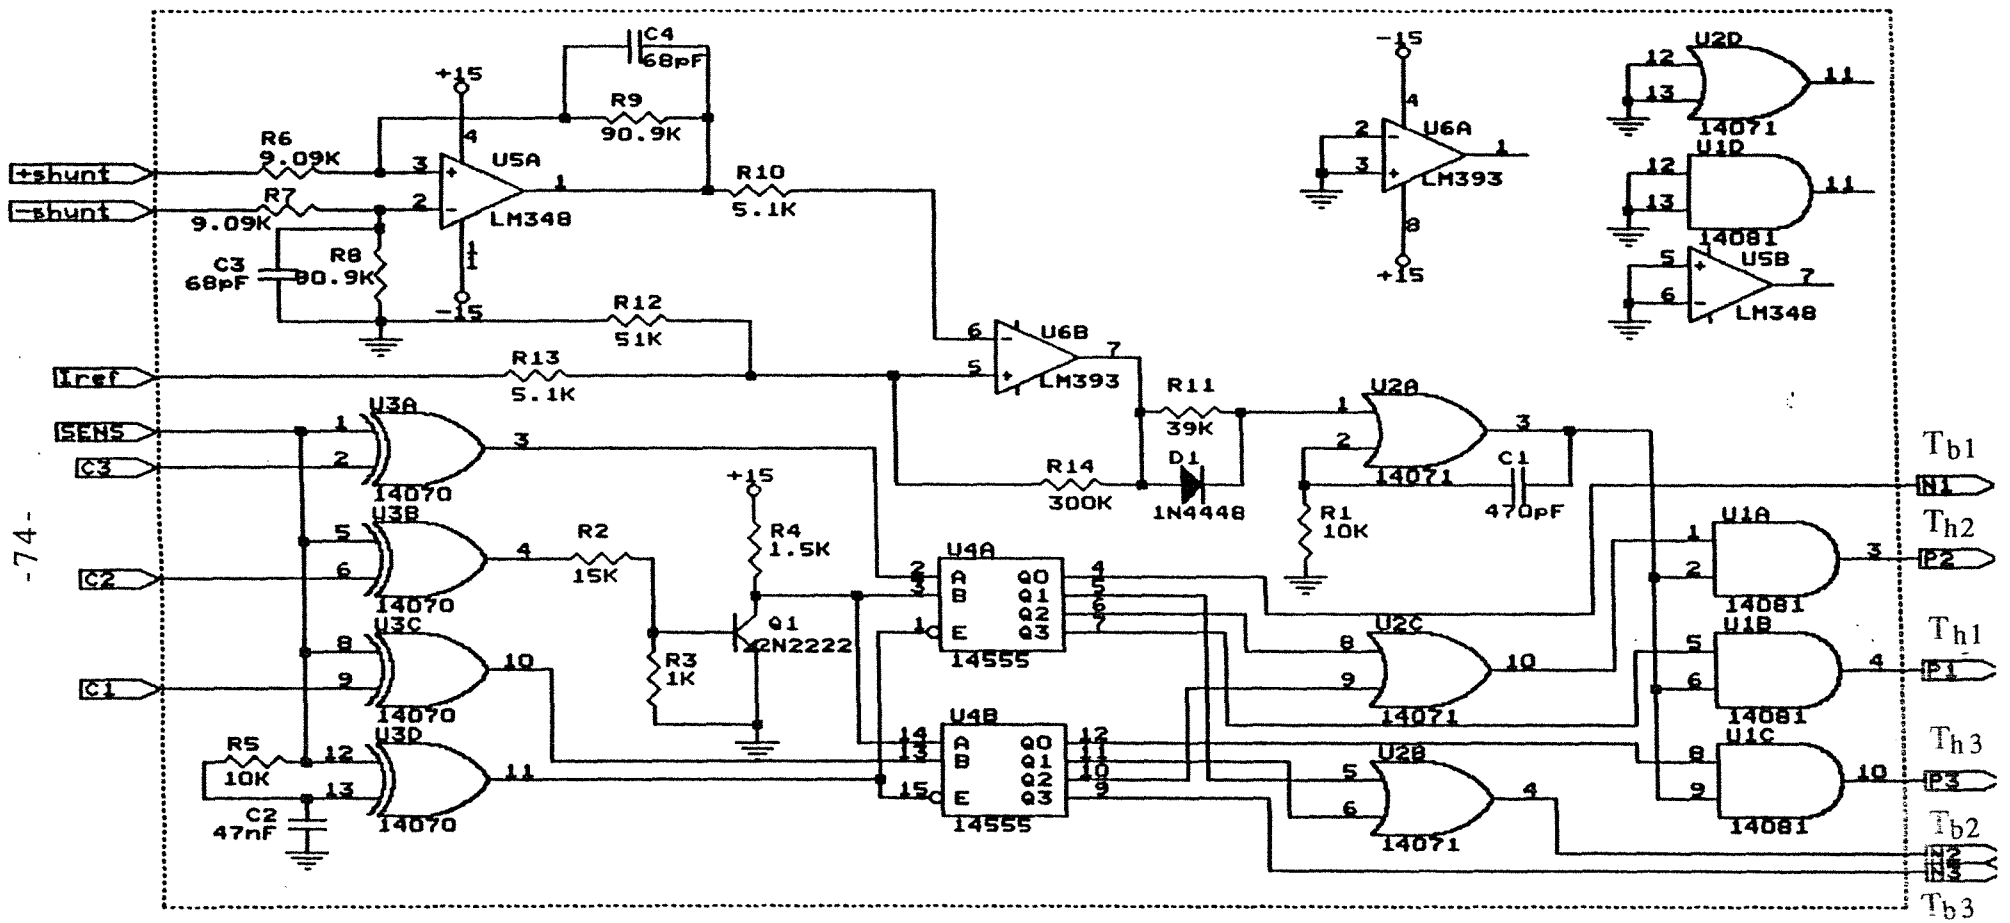 C4
68pF
+15
R9
90.9K
4
R6
9.09K
+shunt
3
+
U5A
1
R10
5.1K
R7
9.09K
-shunt
2
-
LM348
11
-15
C3
68pF
R8
90.9K
R12
51K
-15
4
2
-
3
+
U6A
1
LM393
8
+15
U2D
12
13
11
14071
U1D
12
13
11
14081
U5B
5
+
6
-
7
LM348
Iref
R13
5.1K
6
-
5
+
U6B
7
LM393
R11
39K
D1
1N4448
R14
300K
U2A
1
2
3
14071
C1
470pF
R1
10K
SENS
C3
U3A
1
2
3
14070
C2
U3B
5
6
4
14070
R2
15K
+15
R4
1.5K
Q1
2N2222
R3
1K
C1
U3C
8
9
10
14070
U3D
12
13
11
14070
R5
10K
C2
47nF
U4A
2
A
3
B
1
E
Q0
4
Q1
5
Q2
6
Q3
7
14555
U4B
14
A
13
B
15
E
Q0
12
Q1
11
Q2
10
Q3
9
14555
U2C
8
9
10
14071
U2B
5
6
4
14071
U1A
1
2
3
14081
U1B
5
6
4
14081
U1C
8
9
10
14081
Tb1
N1
Th2
P2
Th1
P1
Th3
P3
Tb2
N2
N3
Tb3
-74-